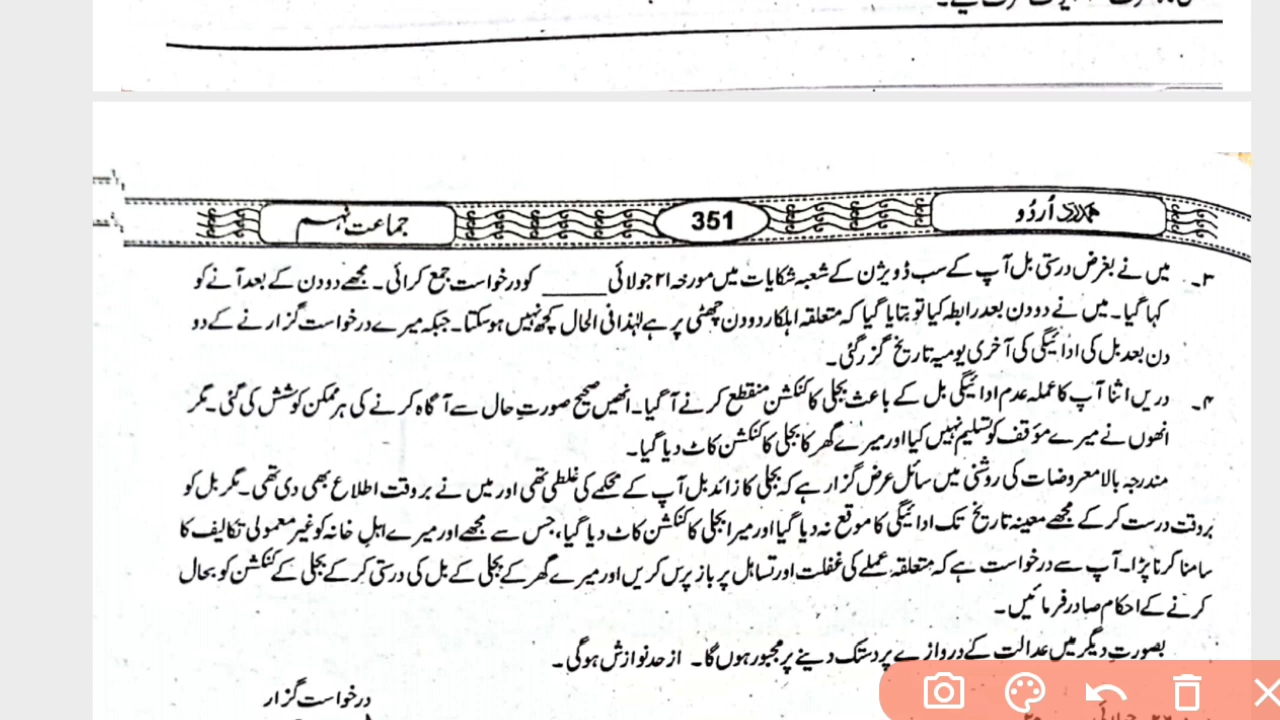 ہمدرد اُردُو 351 جماعت نہم
۳۔ میں نے بغرض درستی بل آپ کے سب ڈویژن کے شعبہ شکایات میں مورخہ ۲۱ جولائی _____ کو درخواست جمع کرائی۔ مجھے دو دن کے بعد آنے کو
کہا گیا۔ میں نے دو دن بعد رابطہ کیا تو بتایا گیا کہ متعلقہ اہلکار دو دن چھٹی پر ہے لہٰذا فی الحال کچھ نہیں ہو سکتا۔ جبکہ میرے درخواست گزارنے کے دو
دن بعد بل کی ادائیگی کی آخری یومیہ تاریخ گزر گئی۔
۴۔ دریں اثنا آپ کا عملہ عدم ادائیگی بل کے باعث بجلی کا کنکشن منقطع کرنے آ گیا۔ انھیں صحیح صورتِ حال سے آگاہ کرنے کی ہر ممکن کوشش کی گئی۔ مگر
انھوں نے میرے مؤقف کو تسلیم نہیں کیا اور میرے گھر کا بجلی کا کنکشن کاٹ دیا گیا۔
مندرجہ بالا معروضات کی روشنی میں سائل عرض گزار ہے کہ بجلی کا زائد بل آپ کے محکمے کی غلطی تھی اور میں نے بروقت اطلاع بھی دی تھی۔ مگر بل کو
بروقت درست کر کے مجھے معینہ تاریخ تک ادائیگی کا موقع نہ دیا گیا اور میرا بجلی کا کنکشن کاٹ دیا گیا، جس سے مجھے اور میرے اہلِ خانہ کو غیر معمولی تکالیف کا
سامنا کرنا پڑا۔ آپ سے درخواست ہے کہ متعلقہ عملے کی غفلت اور تساہل پر باز پرس کریں اور میرے گھر کے بجلی کے بل کی درستی کر کے بجلی کے کنکشن کو بحال
کرنے کے احکام صادر فرمائیں۔
بصورتِ دیگر میں عدالت کے دروازے پر دستک دینے پر مجبور ہوں گا۔ از حد نوازش ہو گی۔
درخواست گزار